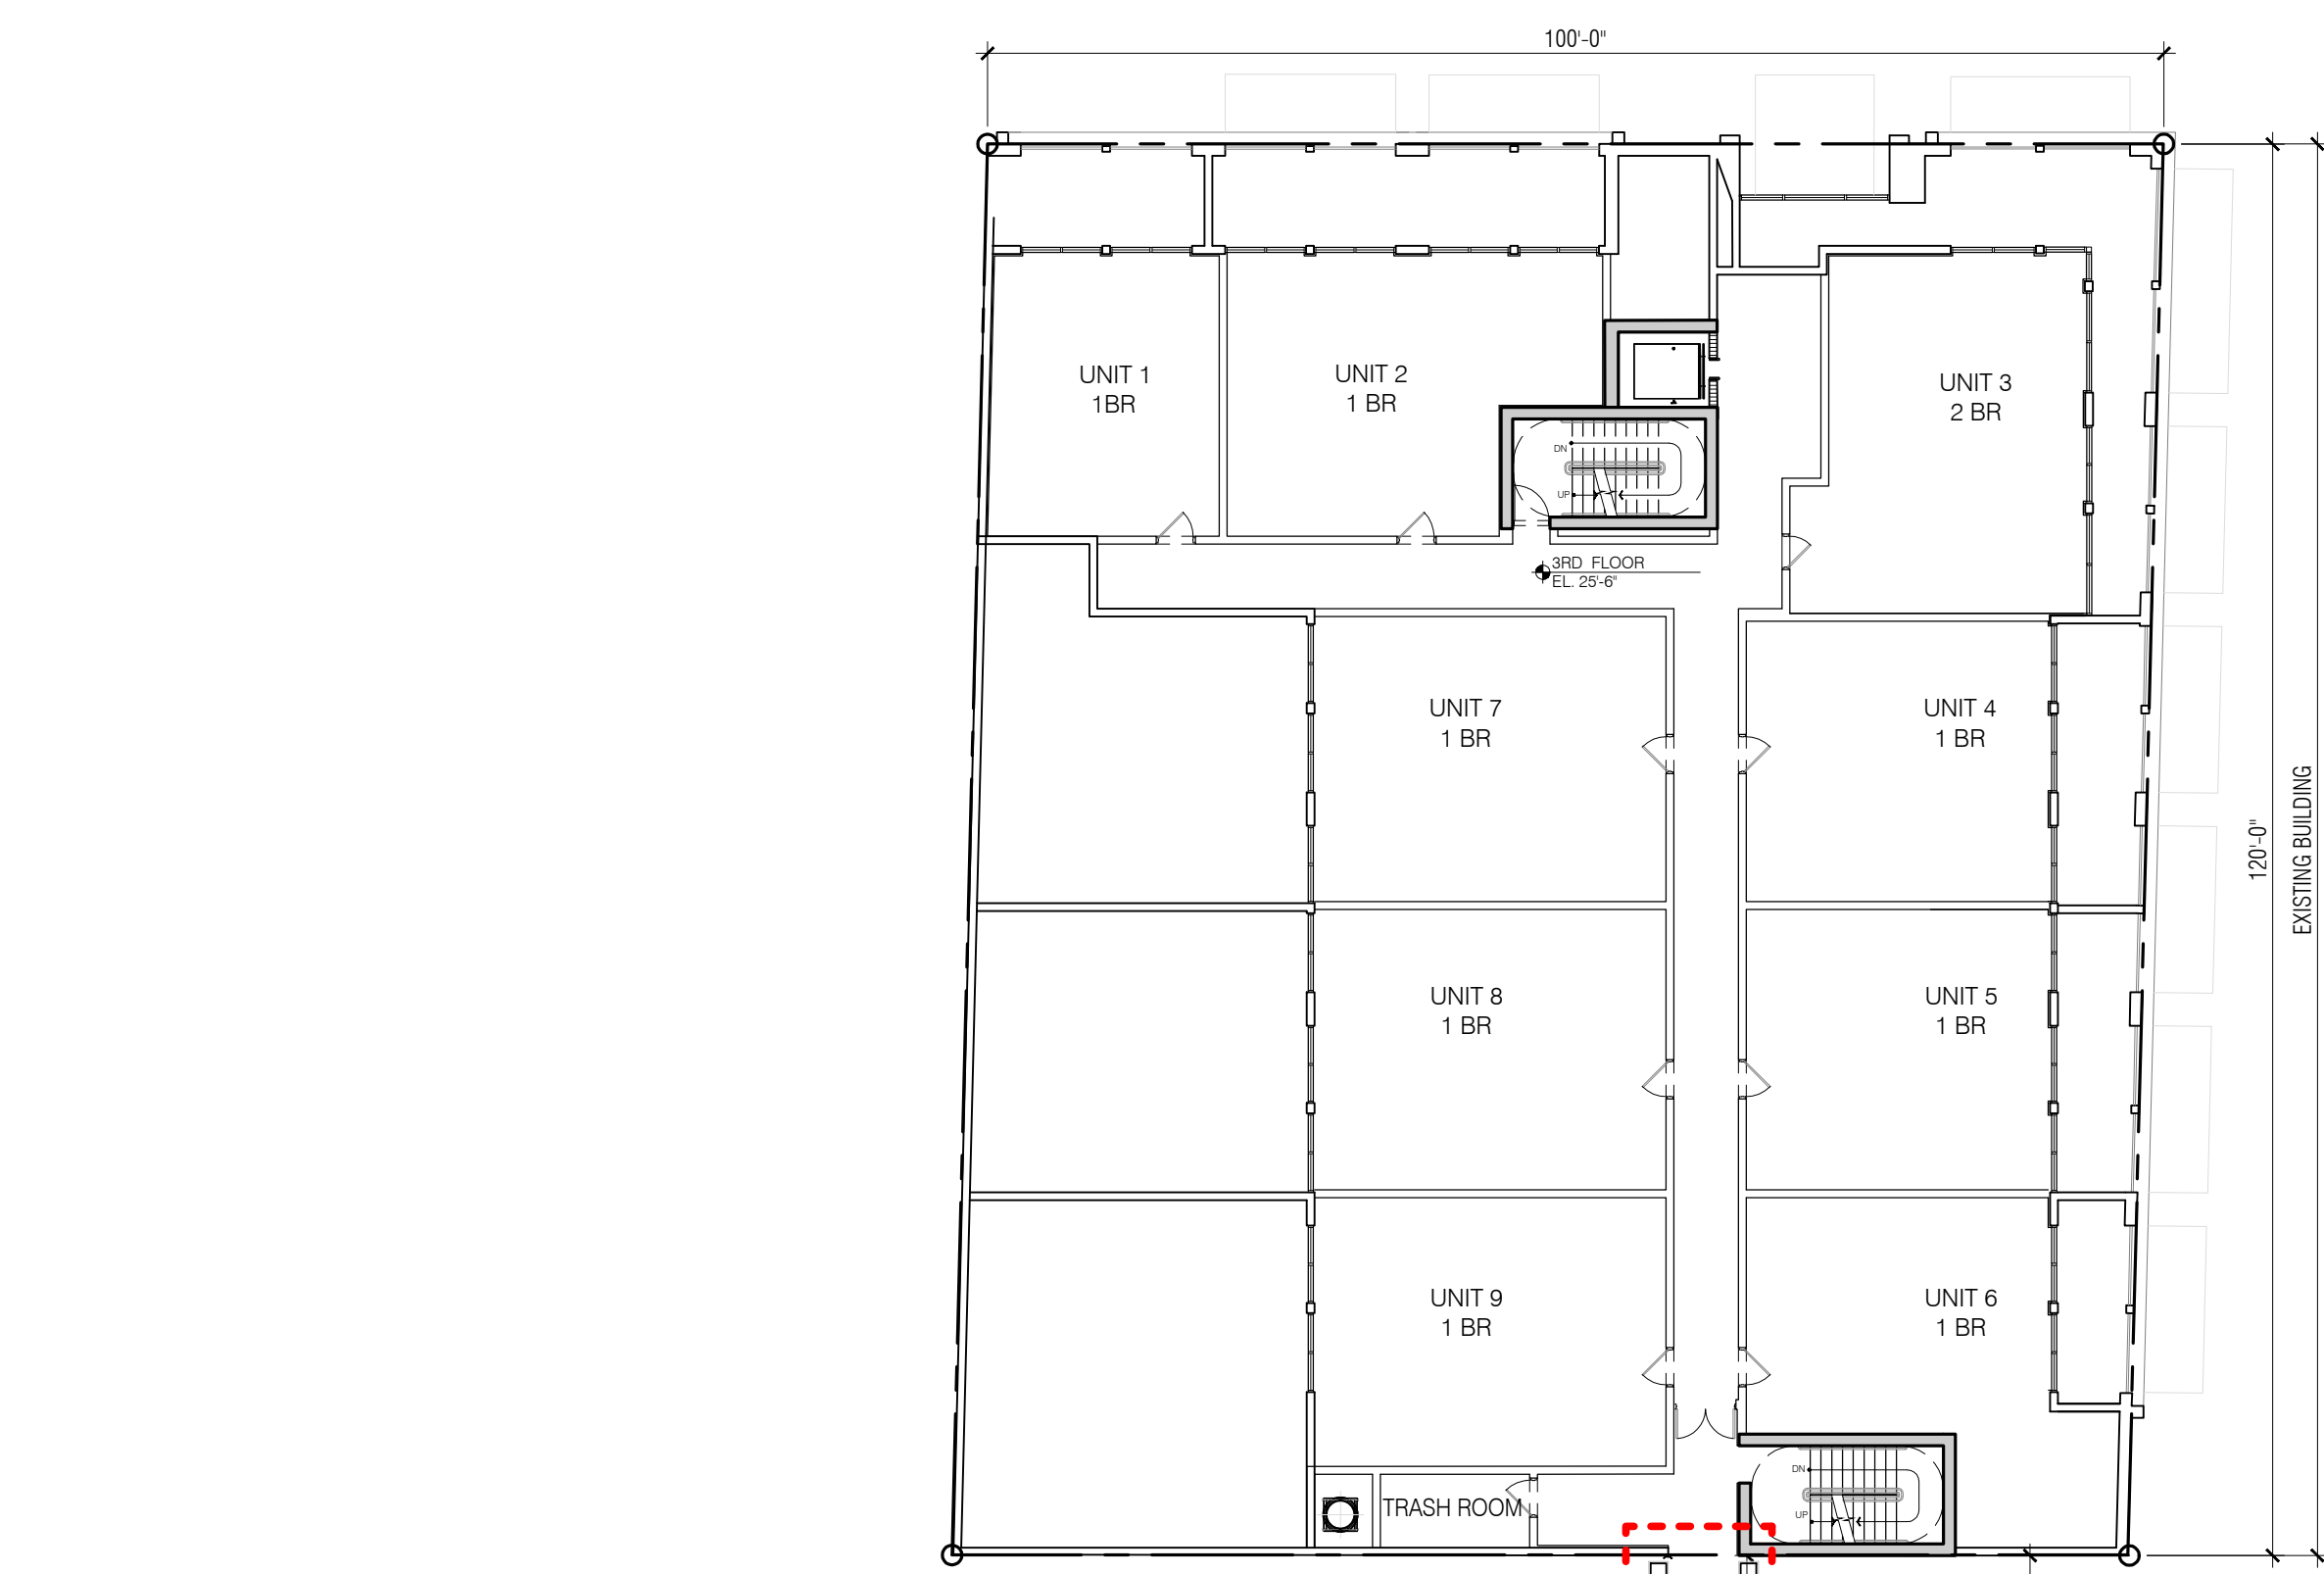 100'-0"
UNIT 1
1BR
UNIT 2
1 BR
UNIT 3
2 BR
DN
UP
3RD FLOOR
EL. 25'-6"
UNIT 7
1 BR
UNIT 4
1 BR
120'-0"
EXISTING BUILDING
UNIT 8
1 BR
UNIT 5
1 BR
UNIT 9
1 BR
UNIT 6
1 BR
DN
TRASH ROOM
UP